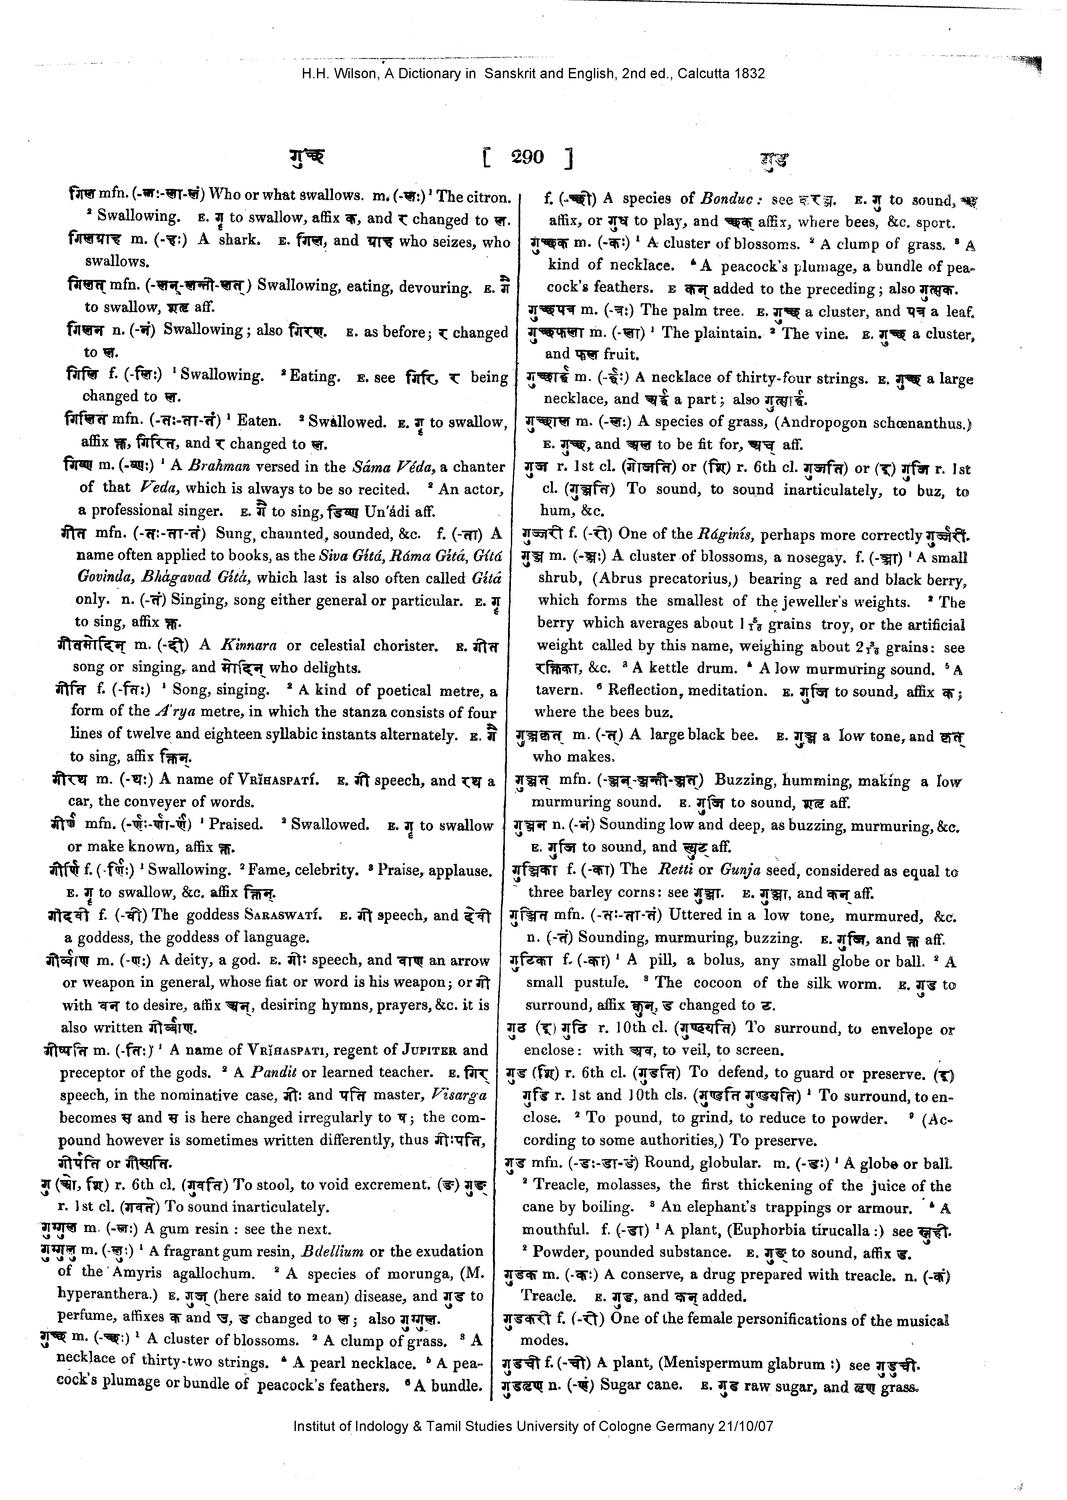 H.H. Wilson, A Dictionary in Sanskrit and English, 2nd ed., Calcutta 1832
गुच्छ [ 290 ] गुड
गिल mfn. (-लः-ला-लं) Who or what swallows. m. (-लः) ¹ The citron.
² Swallowing. E. गॄ to swallow, affix क, and र changed to ल.
गिलग्राह m. (-हः) A shark. E. गिल, and ग्राह who seizes, who
swallows.
गिलत् mfn. (-लन्-लन्ती-लत्) Swallowing, eating, devouring. E. गॄ
to swallow, शतृ aff.
गिलन n. (-नं) Swallowing; also गिरण. E. as before; र changed
to ल.
गिलि f. (-लिः) ¹ Swallowing. ² Eating. E. see गिरि, र being
changed to ल.
गिलित mfn. (-तः-ता-तं) ¹ Eaten. ² Swallowed. E. गॄ to swallow,
affix क्त, गिरित, and र changed to ल.
गिष्णु m. (-ष्णुः) ¹ A Brahman versed in the Sáma Véda, a chanter
of that Veda, which is always to be so recited. ² An actor,
a professional singer. E. गै to sing, Un'ádi aff.
गीत mfn. (-तः-ता-तं) Sung, chaunted, sounded, &c. f. (-ता) A
name often applied to books, as the Siva Gítá, Ráma Gítá, Gítá
Govinda, Bhágavad Gítá, which last is also often called Gítá
only. n. (-तं) Singing, song either general or particular. E. गॄ
to sing, affix क्त.
गीतमोदिन् m. (-दी) A Kinnara or celestial chorister. E. गीत
song or singing, and मोदिन् who delights.
गीति f. (-तिः) ¹ Song, singing. ² A kind of poetical metre, a
form of the A'rya metre, in which the stanza consists of four
lines of twelve and eighteen syllabic instants alternately. E. गै
to sing, affix क्तिन्.
गीरथ m. (-थः) A name of VRĬHASPATÍ. E. गी speech, and रथ a
car, the conveyer of words.
गीर्ण mfn. (-र्णः-र्णा-र्णं) ¹ Praised. ² Swallowed. E. गॄ to swallow
or make known, affix क्त.
गीर्णि f. (-र्णिः) ¹ Swallowing. ² Fame, celebrity. ³ Praise, applause.
E. गॄ to swallow, &c. affix क्तिन्.
गीदेवी f. (-वी) The goddess SARASWATÍ. E. गी speech, and देवी
a goddess, the goddess of language.
गीर्व्वाण m. (-णः) A deity, a god. E. गीः speech, and वाण an arrow
or weapon in general, whose fiat or word is his weapon; or गी
with वन to desire, affix अन्, desiring hymns, prayers, &c. it is
also written गीर्व्वाण.
गीष्पति m. (-तिः) ¹ A name of VRĬHASPATI, regent of JUPITER and
preceptor of the gods. ² A Pandit or learned teacher. E. गिर्
speech, in the nominative case, गीः and पति master, Visarga
becomes स and स is here changed irregularly to ष; the com-
pound however is sometimes written differently, thus गीःपति,
गीर्पति or गीस्पति.
गु (ओ, शि) r. 6th cl. (गुवति) To stool, to void excrement. (ङ) गुङ्
r. 1st cl. (गवते) To sound inarticulately.
गुग्गुल m. (-लः) A gum resin : see the next.
गुग्गुलु m. (-लुः) ¹ A fragrant gum resin, Bdellium or the exudation
of the Amyris agallochum. ² A species of morunga, (M.
hyperanthera.) E. गुज् (here said to mean) disease, and गुड to
perfume, affixes क and उ, ड changed to ल; also गुग्गुल.
गुच्छ m. (-च्छः) ¹ A cluster of blossoms. ² A clump of grass. ³ A
necklace of thirty-two strings. ⁴ A pearl necklace. ⁵ A pea-
cock's plumage or bundle of peacock's feathers. ⁶ A bundle.
f. (-च्छी) A species of Bonduc : see करञ्ज. E. गु to sound, छ
affix, or गुध to play, and च्छक् affix, where bees, &c. sport.
गुच्छक m. (-कः) ¹ A cluster of blossoms. ² A clump of grass. ³ A
kind of necklace. ⁴ A peacock's plumage, a bundle of pea-
cock's feathers. E कन् added to the preceding; also गुत्सक.
गुच्छपत्र m. (-त्रः) The palm tree. E. गुच्छ a cluster, and पत्र a leaf.
गुच्छफला m. (-ला) ¹ The plaintain. ² The vine. E. गुच्छ a cluster,
and फल fruit.
गुच्छार्द्ध m. (-र्द्धः) A necklace of thirty-four strings. E. गुच्छ a large
necklace, and अर्द्ध a part; also गुत्सार्द्ध.
गुच्छाल m. (-लः) A species of grass, (Andropogon schœnanthus.)
E. गुच्छ, and अल to be fit for, अच् aff.
गुज r. 1st cl. (गोजति) or (शि) r. 6th cl. गुजति) or (इ) गुजि r. 1st
cl. (गुञ्जति) To sound, to sound inarticulately, to buz, to
hum, &c.
गुज्जरी f. (-री) One of the Ráginís, perhaps more correctly गुर्ज्जरी.
गुञ्ज m. (-ञ्जः) A cluster of blossoms, a nosegay. f. (-ञ्जा) ¹ A small
shrub, (Abrus precatorius,) bearing a red and black berry,
which forms the smallest of the jeweller's weights. ² The
berry which averages about 1 5/16 grains troy, or the artificial
weight called by this name, weighing about 2 3/16 grains: see
रक्तिका, &c. ³ A kettle drum. ⁴ A low murmuring sound. ⁵ A
tavern. ⁶ Reflection, meditation. E. गुजि to sound, affix क;
where the bees buz.
गुञ्जकृत् m. (-त्) A large black bee. E. गुञ्ज a low tone, and कृत्
who makes.
गुञ्जत् mfn. (-ञ्जन्-ञ्जन्ती-ञ्जत्) Buzzing, humming, making a low
murmuring sound. E. गुजि to sound, शतृ aff.
गुञ्जन n. (-नं) Sounding low and deep, as buzzing, murmuring, &c.
E. गुजि to sound, and ल्युट् aff.
गुञ्जिका f. (-का) The Retti or Gunja seed, considered as equal to
three barley corns: see गुञ्जा. E. गुञ्जा, and कन् aff.
गुञ्जित mfn. (-तः-ता-तं) Uttered in a low tone, murmured, &c.
n. (-तं) Sounding, murmuring, buzzing. E. गुजि, and क्त aff.
गुटिका f. (-का) ¹ A pill, a bolus, any small globe or ball. ² A
small pustule. ³ The cocoon of the silk worm. E. गुड to
surround, affix क्वुन्, ड changed to ट.
गुठ (इ) गुठि r. 10th cl. (गुण्ठयति) To surround, to envelope or
enclose : with अव, to veil, to screen.
गुड (शि) r. 6th cl. (गुडति) To defend, to guard or preserve. (इ)
गुडि r. 1st and 10th cls. (गुण्डति गुण्डयति) ¹ To surround, to en-
close. ² To pound, to grind, to reduce to powder. ³ (Ac-
cording to some authorities,) To preserve.
गुड mfn. (-डः-डा-डं) Round, globular. m. (-डः) ¹ A globe or ball.
² Treacle, molasses, the first thickening of the juice of the
cane by boiling. ³ An elephant's trappings or armour. ⁴ A
mouthful. f. (-डा) ¹ A plant, (Euphorbia tirucalla :) see स्नुही.
² Powder, pounded substance. E. गुङ् to sound, affix ड.
गुडक m. (-कः) A conserve, a drug prepared with treacle. n. (-कं)
Treacle. E. गुड, and कन् added.
गुडकरी f. (-री) One of the female personifications of the musical
modes.
गुडची f. (-ची) A plant, (Menispermum glabrum :) see गुडूची.
गुडतृण n. (-णं) Sugar cane. E. गुड raw sugar, and तृण grass.
Institut of Indology & Tamil Studies University of Cologne Germany 21/10/07